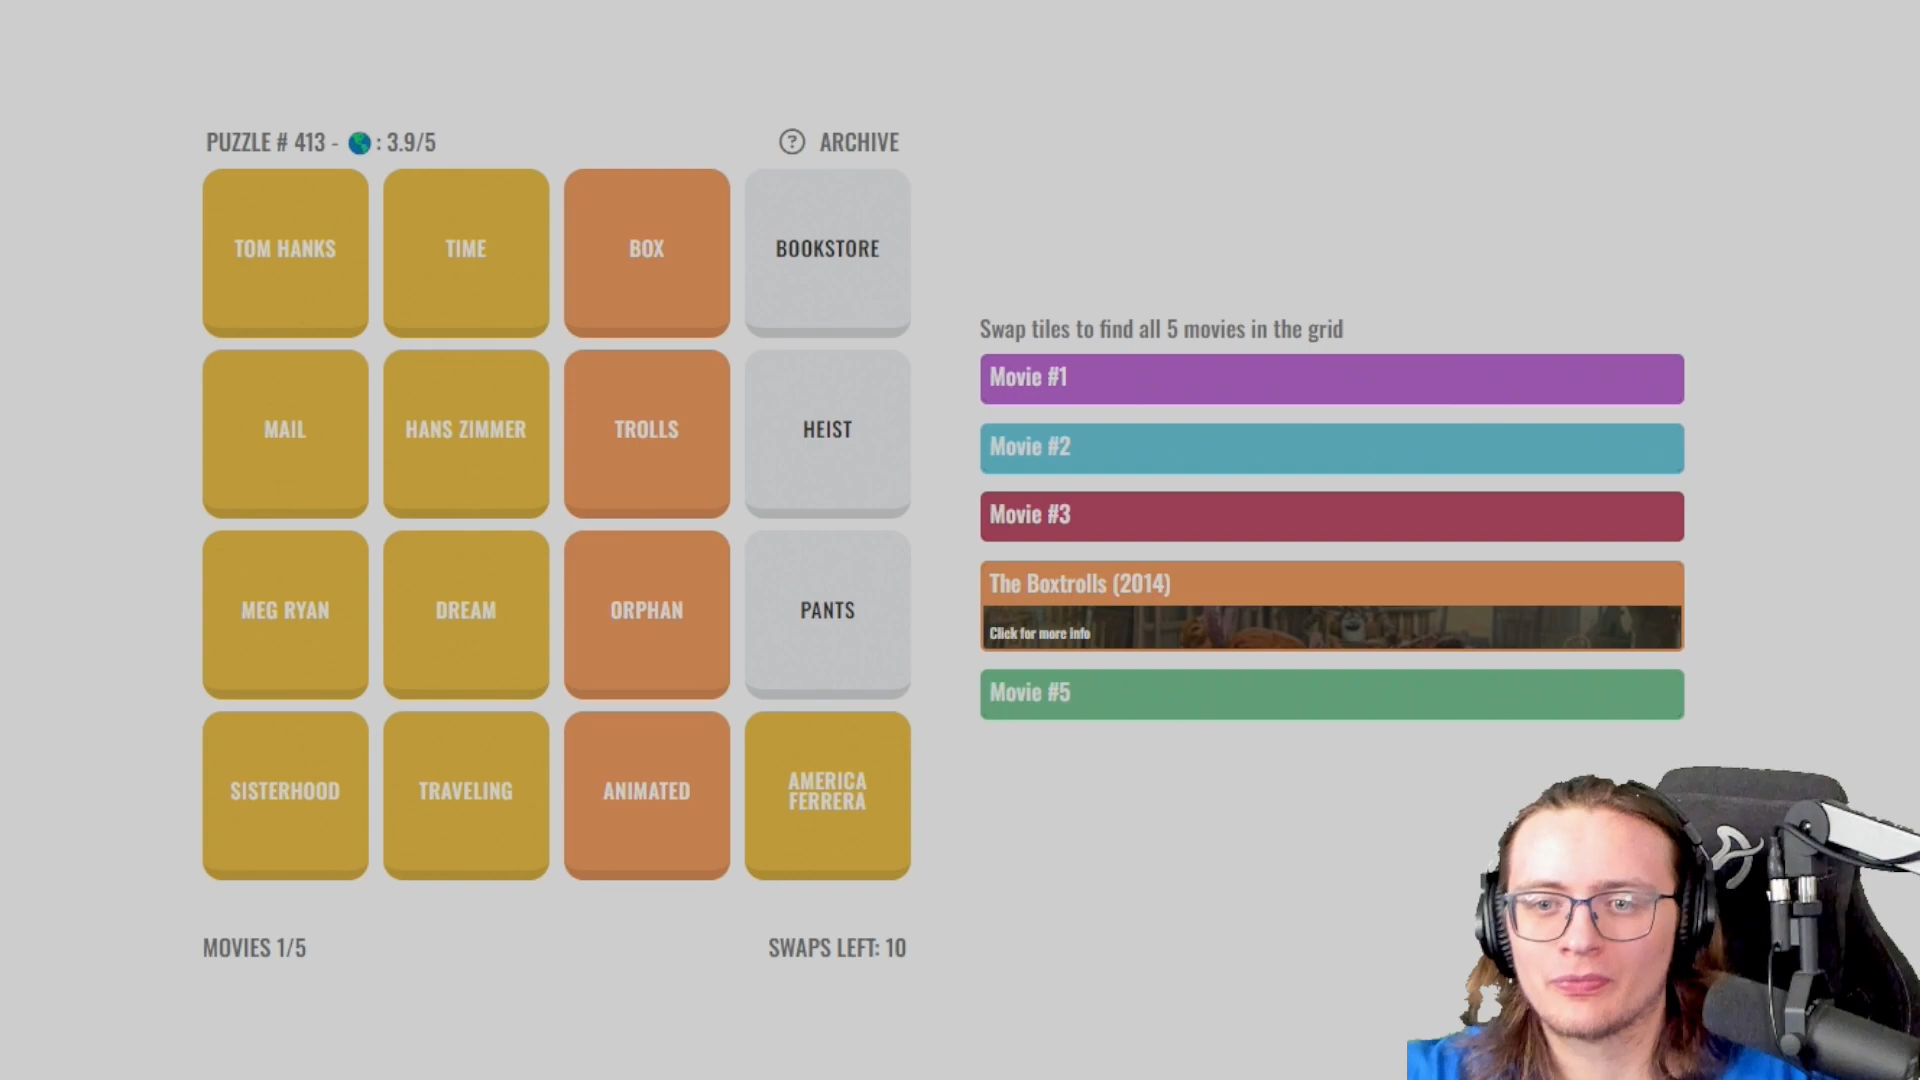 PUZZLE # 413 - : 3.9/5
? ARCHIVE
TOM HANKS
TIME
BOX
BOOKSTORE
MAIL
HANS ZIMMER
TROLLS
HEIST
MEG RYAN
DREAM
ORPHAN
PANTS
SISTERHOOD
TRAVELING
ANIMATED
AMERICA
FERRERA
MOVIES 1/5
SWAPS LEFT: 10
Swap tiles to find all 5 movies in the grid
Movie #1
Movie #2
Movie #3
The Boxtrolls (2014)
Click for more info
Movie #5